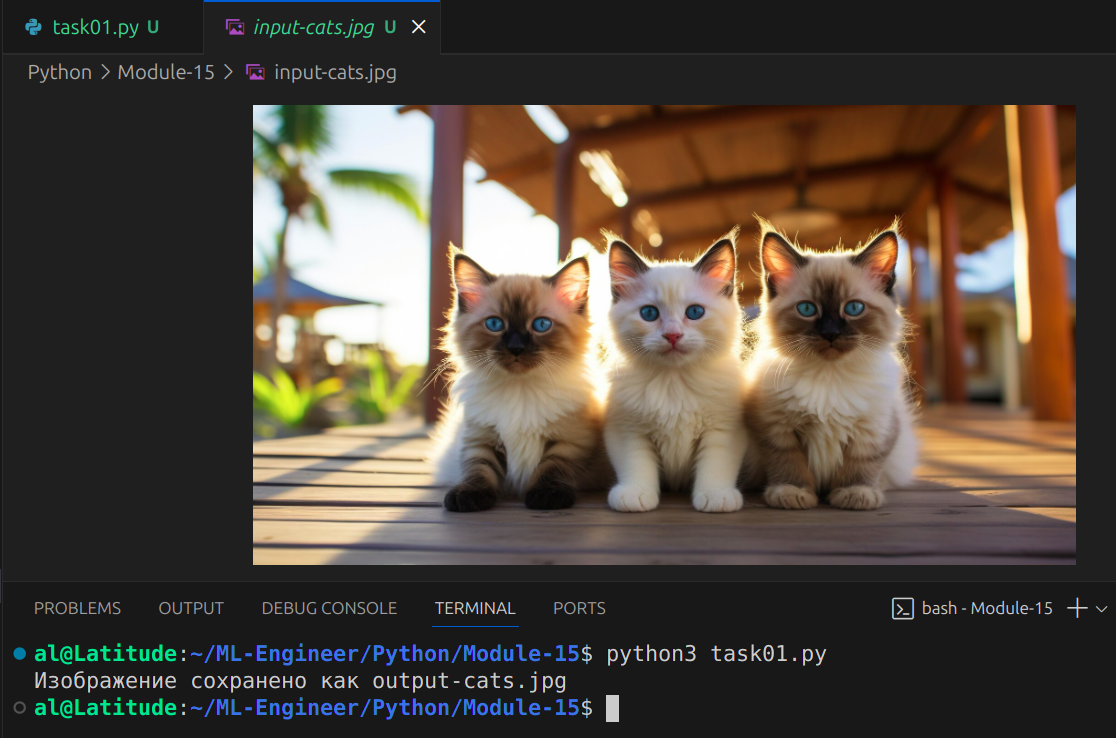 task01.py U input-cats.jpg U
Python > Module-15 > input-cats.jpg
PROBLEMS OUTPUT DEBUG CONSOLE TERMINAL PORTS bash - Module-15
al@Latitude:~/ML-Engineer/Python/Module-15$ python3 task01.py
Изображение сохранено как output-cats.jpg
al@Latitude:~/ML-Engineer/Python/Module-15$